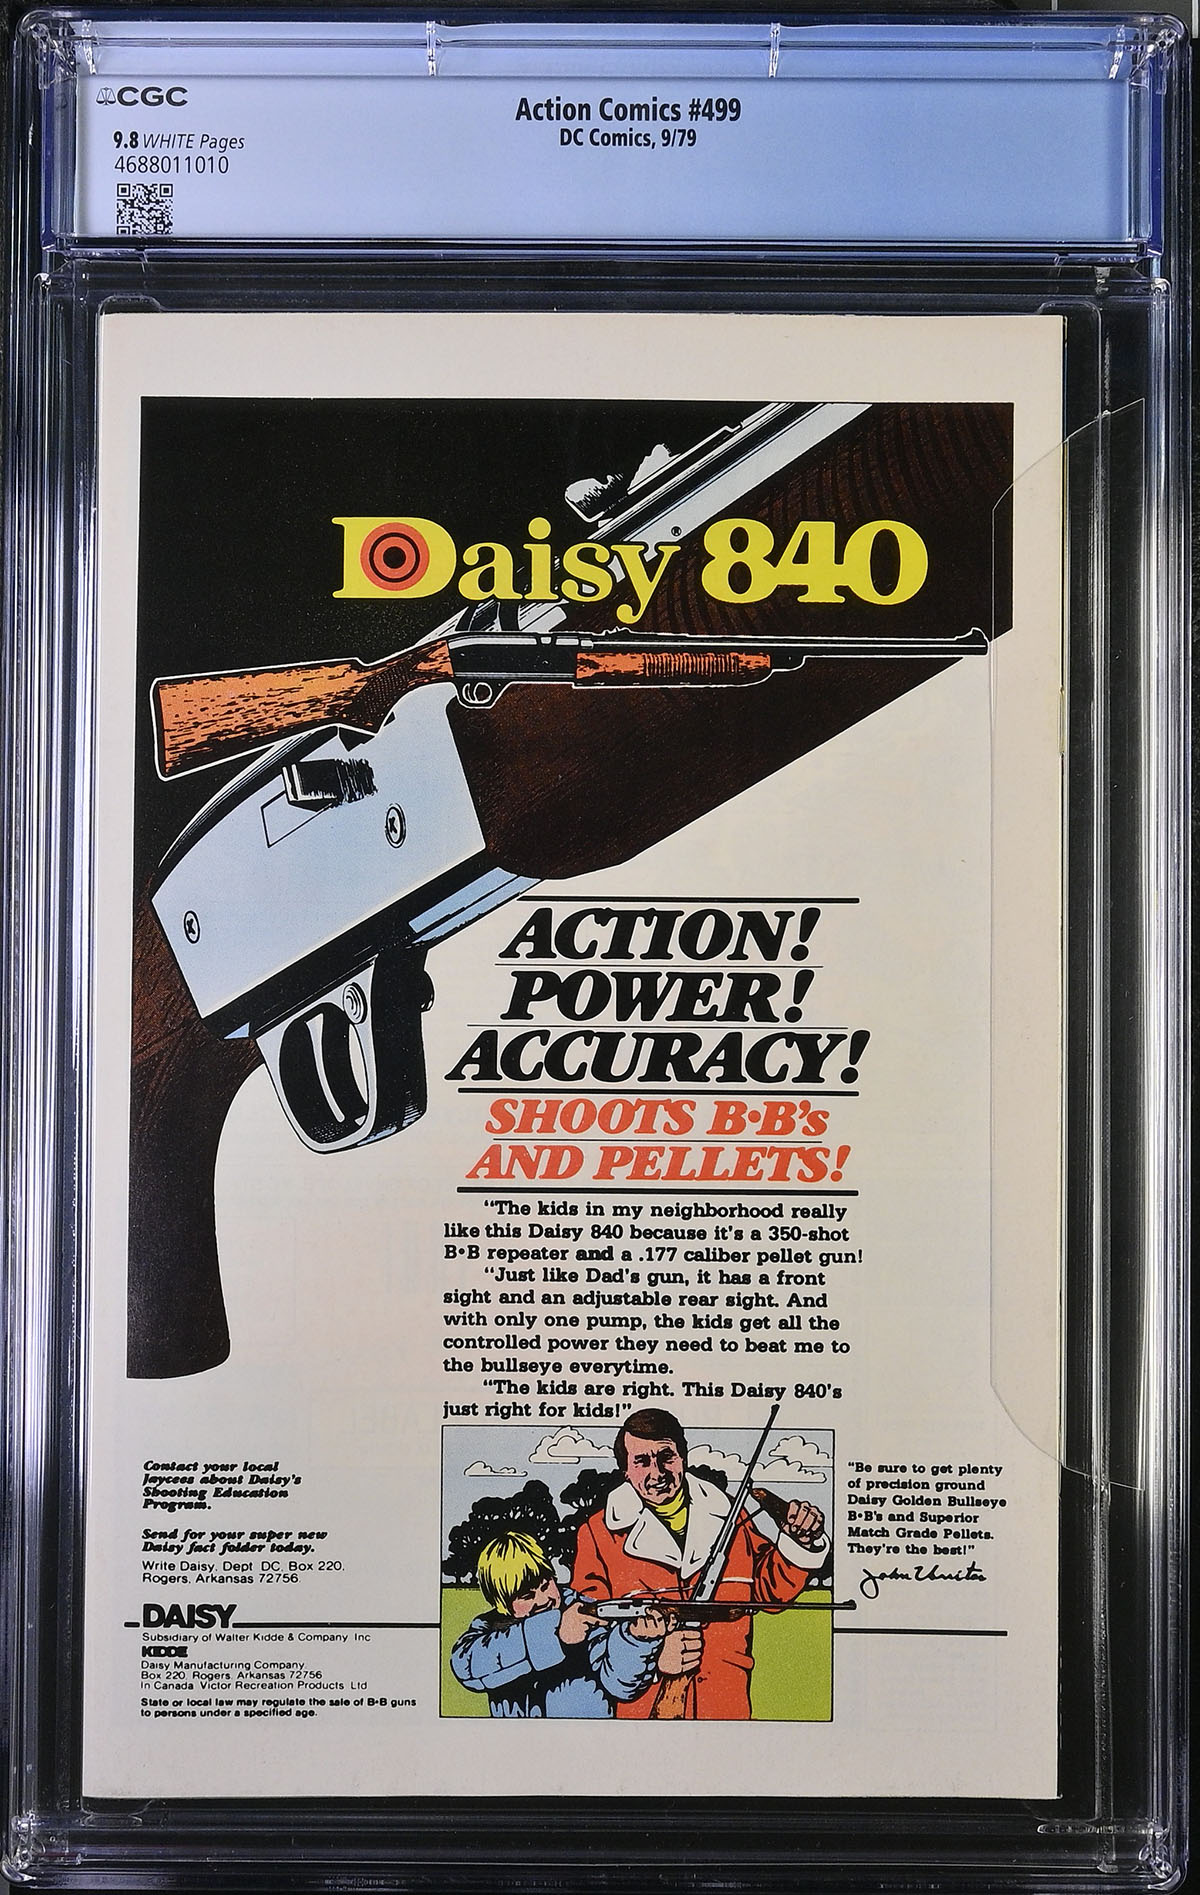 CGC
Action Comics #499
DC Comics, 9/79
9.8 WHITE Pages
4688011010
Daisy® 840
ACTION!
POWER!
ACCURACY!
SHOOTS B•B's
AND PELLETS!
"The kids in my neighborhood really
like this Daisy 840 because it's a 350-shot
B•B repeater and a .177 caliber pellet gun!
"Just like Dad's gun, it has a front
sight and an adjustable rear sight. And
with only one pump, the kids get all the
controlled power they need to beat me to
the bullseye everytime.
"The kids are right. This Daisy 840's
just right for kids!"
"Be sure to get plenty
of precision ground
Daisy Golden Bullseye
B•B's and Superior
Match Grade Pellets.
They're the best!"
John Unitas
Contact your local
Jaycees about Daisy's
Shooting Education
Program.
Send for your super new
Daisy fact folder today.
Write Daisy, Dept DC, Box 220,
Rogers, Arkansas 72756.
DAISY
Subsidiary of Walter Kidde & Company Inc
KIDDE
Daisy Manufacturing Company
Box 220, Rogers, Arkansas 72756
In Canada Victor Recreation Products Ltd
State or local law may regulate the sale of B•B guns
to persons under a specified age.